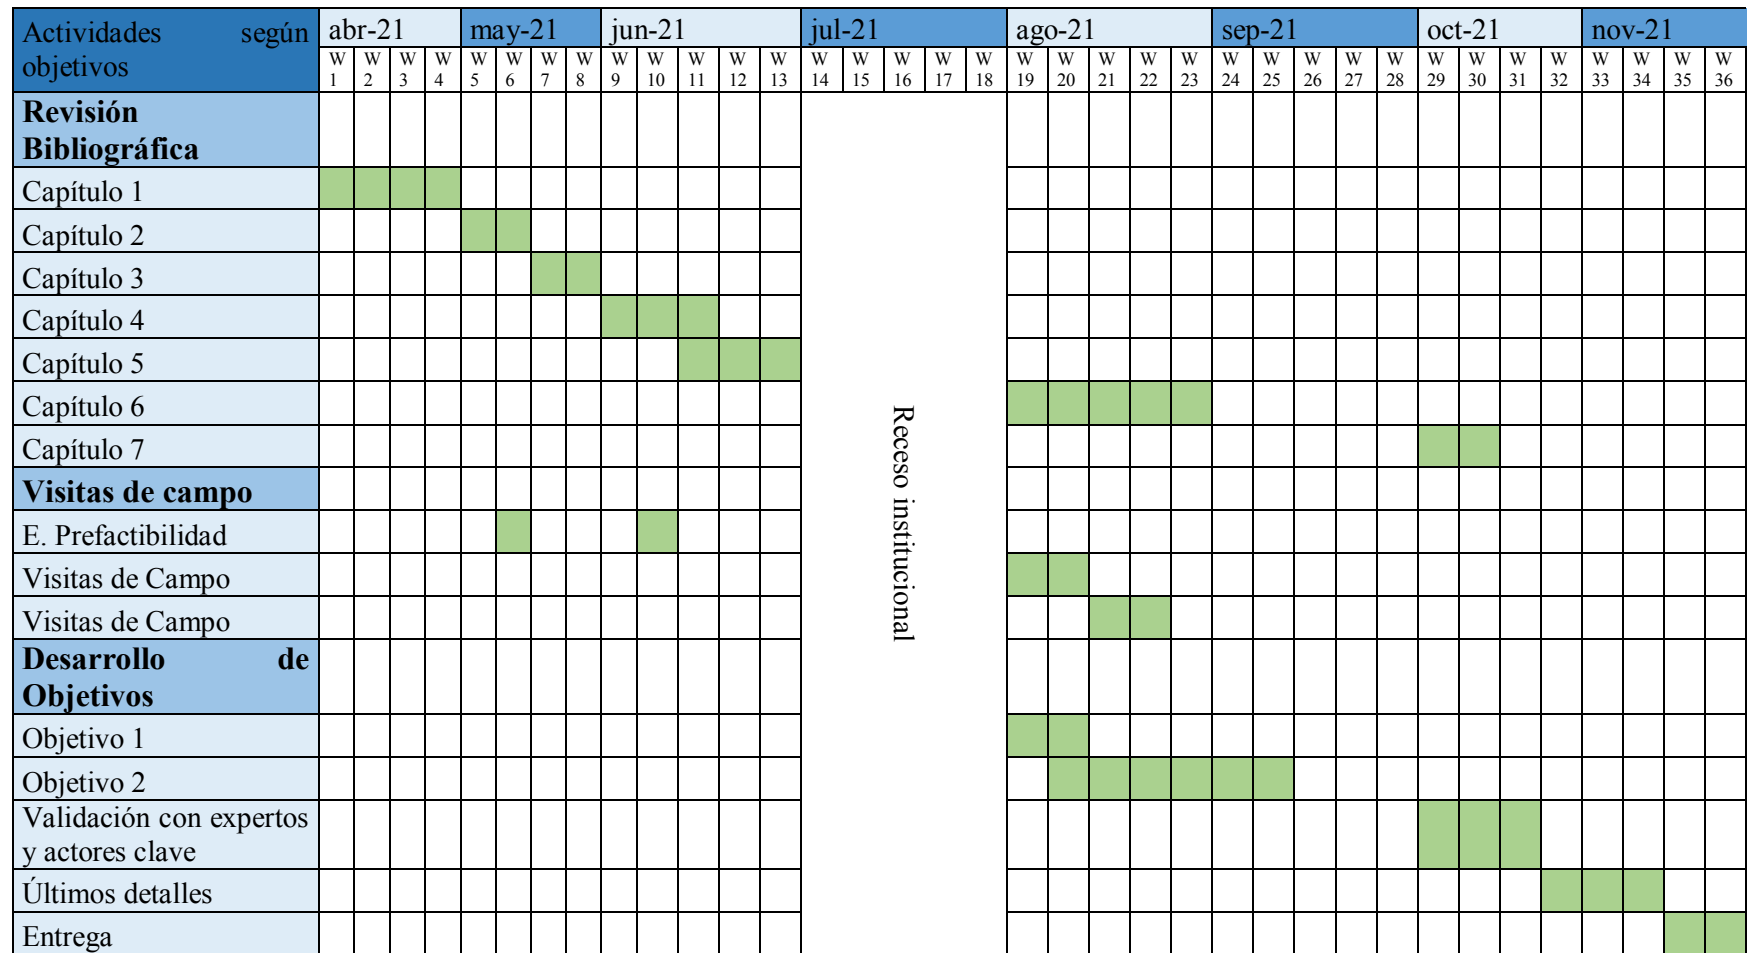 Actividades según objetivos abr-21 may-21 jun-21 jul-21 ago-21 sep-21 oct-21 nov-21
W 1 W 2 W 3 W 4 W 5 W 6 W 7 W 8 W 9 W 10 W 11 W 12 W 13 W 14 W 15 W 16 W 17 W 18 W 19 W 20 W 21 W 22 W 23 W 24 W 25 W 26 W 27 W 28 W 29 W 30 W 31 W 32 W 33 W 34 W 35 W 36
Revisión
Bibliográfica
Capítulo 1
Capítulo 2
Capítulo 3
Capítulo 4
Capítulo 5
Capítulo 6
Capítulo 7
Visitas de campo
E. Prefactibilidad
Visitas de Campo
Visitas de Campo
Desarrollo de
Objetivos
Objetivo 1
Objetivo 2
Validación con expertos
y actores clave
Últimos detalles
Entrega
Receso institucional